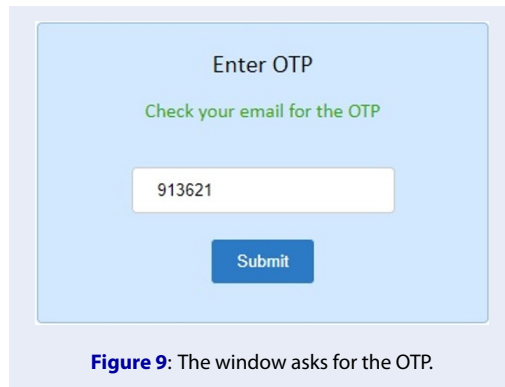 Enter OTP
Check your email for the OTP
913621
Submit
Figure 9: The window asks for the OTP.